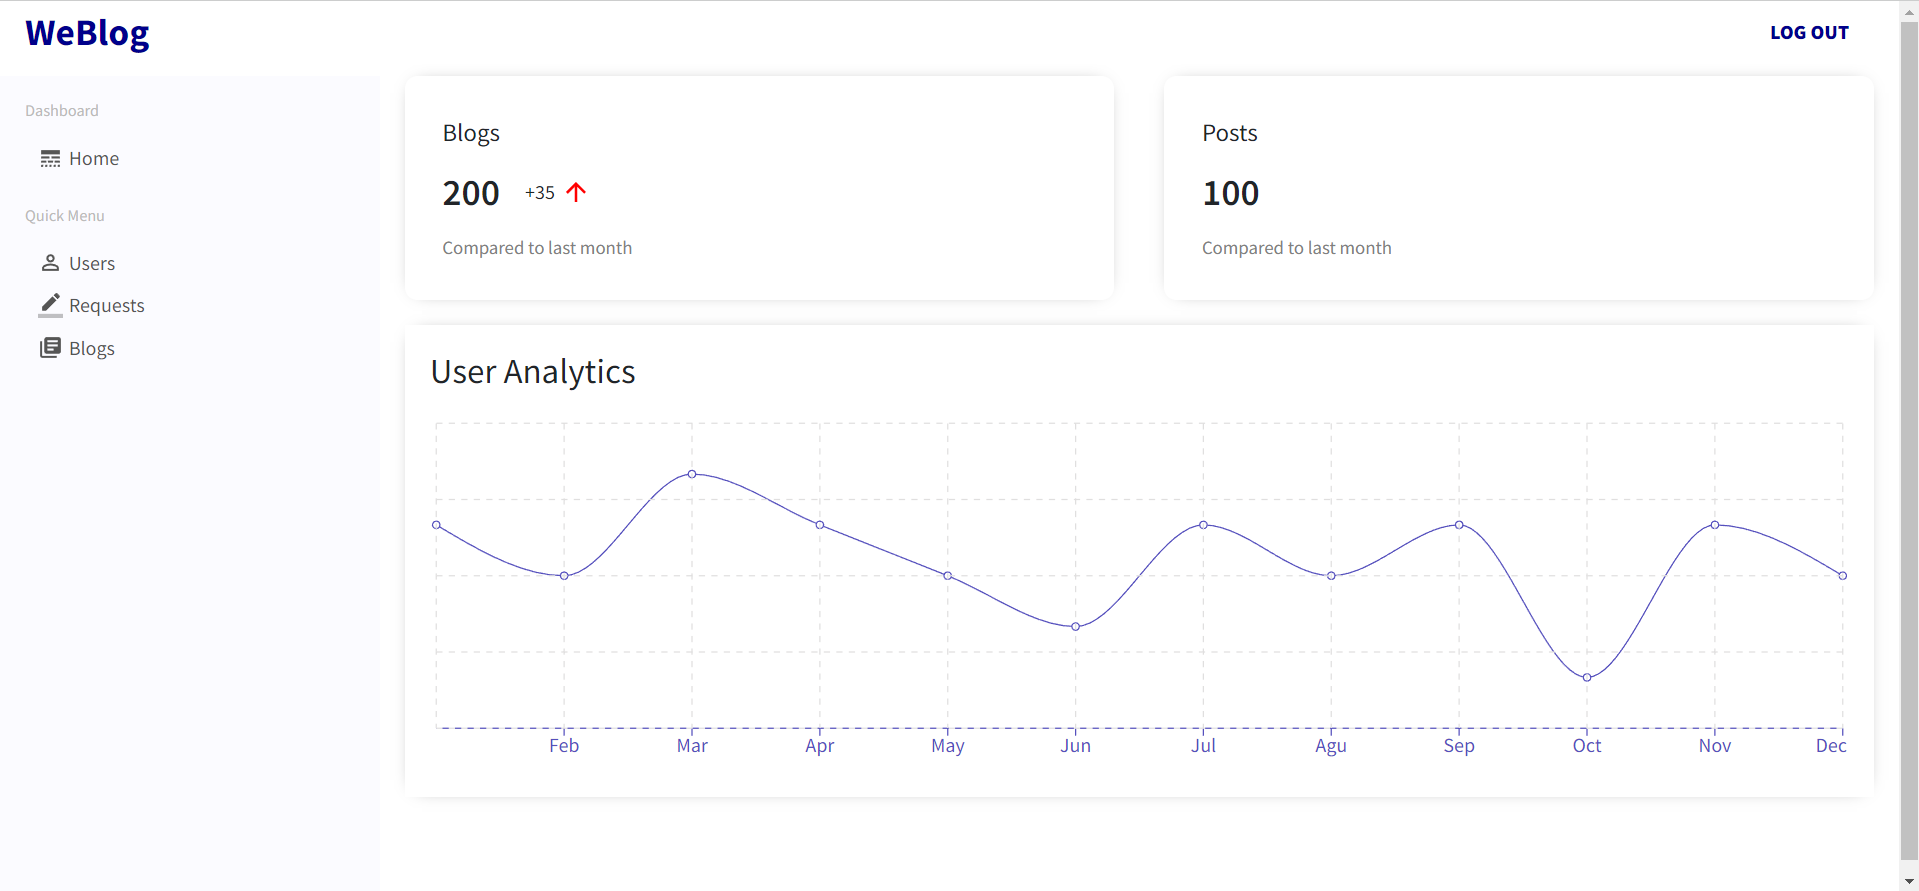 WeBlog
LOG OUT
Dashboard
Home
Quick Menu
Users
Requests
Blogs
Blogs
200 +35
Compared to last month
Posts
100
Compared to last month
User Analytics
Feb Mar Apr May Jun Jul Agu Sep Oct Nov Dec